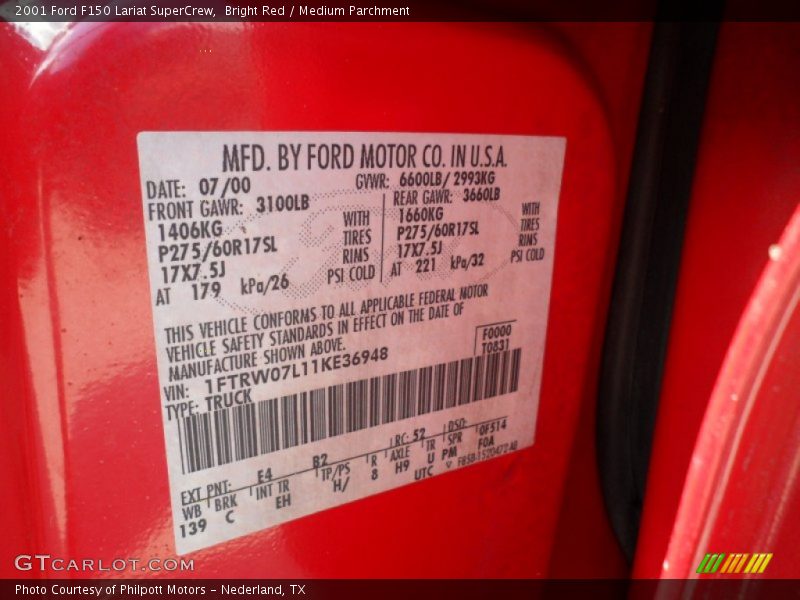 2001 Ford F150 Lariat SuperCrew, Bright Red / Medium Parchment
MFD. BY FORD MOTOR CO. IN U.S.A.
DATE: 07/00 GVWR: 6600LB/ 2993KG
FRONT GAWR: 3100LB REAR GAWR: 3660LB
1406KG WITH 1660KG WITH
P275/60R17SL TIRES P275/60R17SL TIRES
17X7.5J RIMS 17X7.5J RIMS
AT 179 kPa/26 PSI COLD AT 221 kPa/32 PSI COLD
THIS VEHICLE CONFORMS TO ALL APPLICABLE FEDERAL MOTOR
VEHICLE SAFETY STANDARDS IN EFFECT ON THE DATE OF
MANUFACTURE SHOWN ABOVE.
F0000
T0831
VIN: 1FTRW07L11KE36948
TYPE: TRUCK
EXT PNT: E4 B2 RC: 52 DSO: 0F514
WB BRK INT TR TP/PS R AXLE TR SPR F0A
139 C EH H/ 8 H9 U PM
UTC
GTCARLOT.COM
Photo Courtesy of Philpott Motors - Nederland, TX